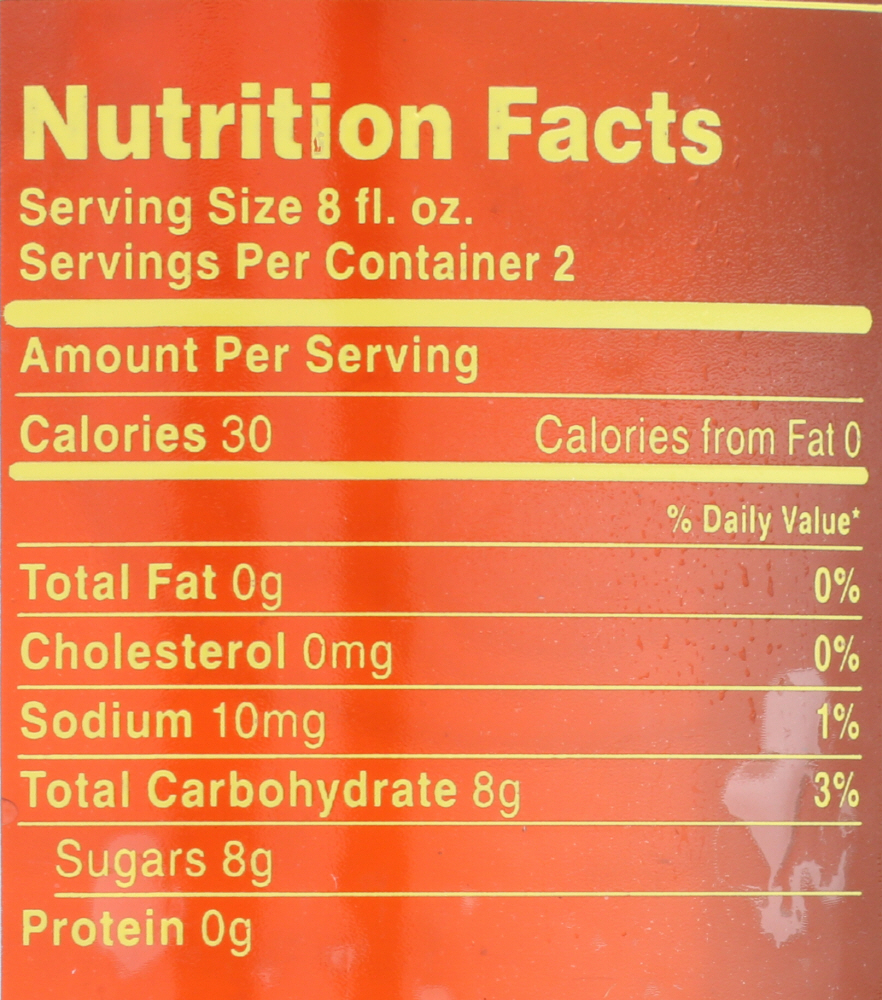 Nutrition Facts
Serving Size 8 fl. oz.
Servings Per Container 2
Amount Per Serving
Calories 30 Calories from Fat 0
% Daily Value*
Total Fat 0g 0%
Cholesterol 0mg 0%
Sodium 10mg 1%
Total Carbohydrate 8g 3%
Sugars 8g
Protein 0g